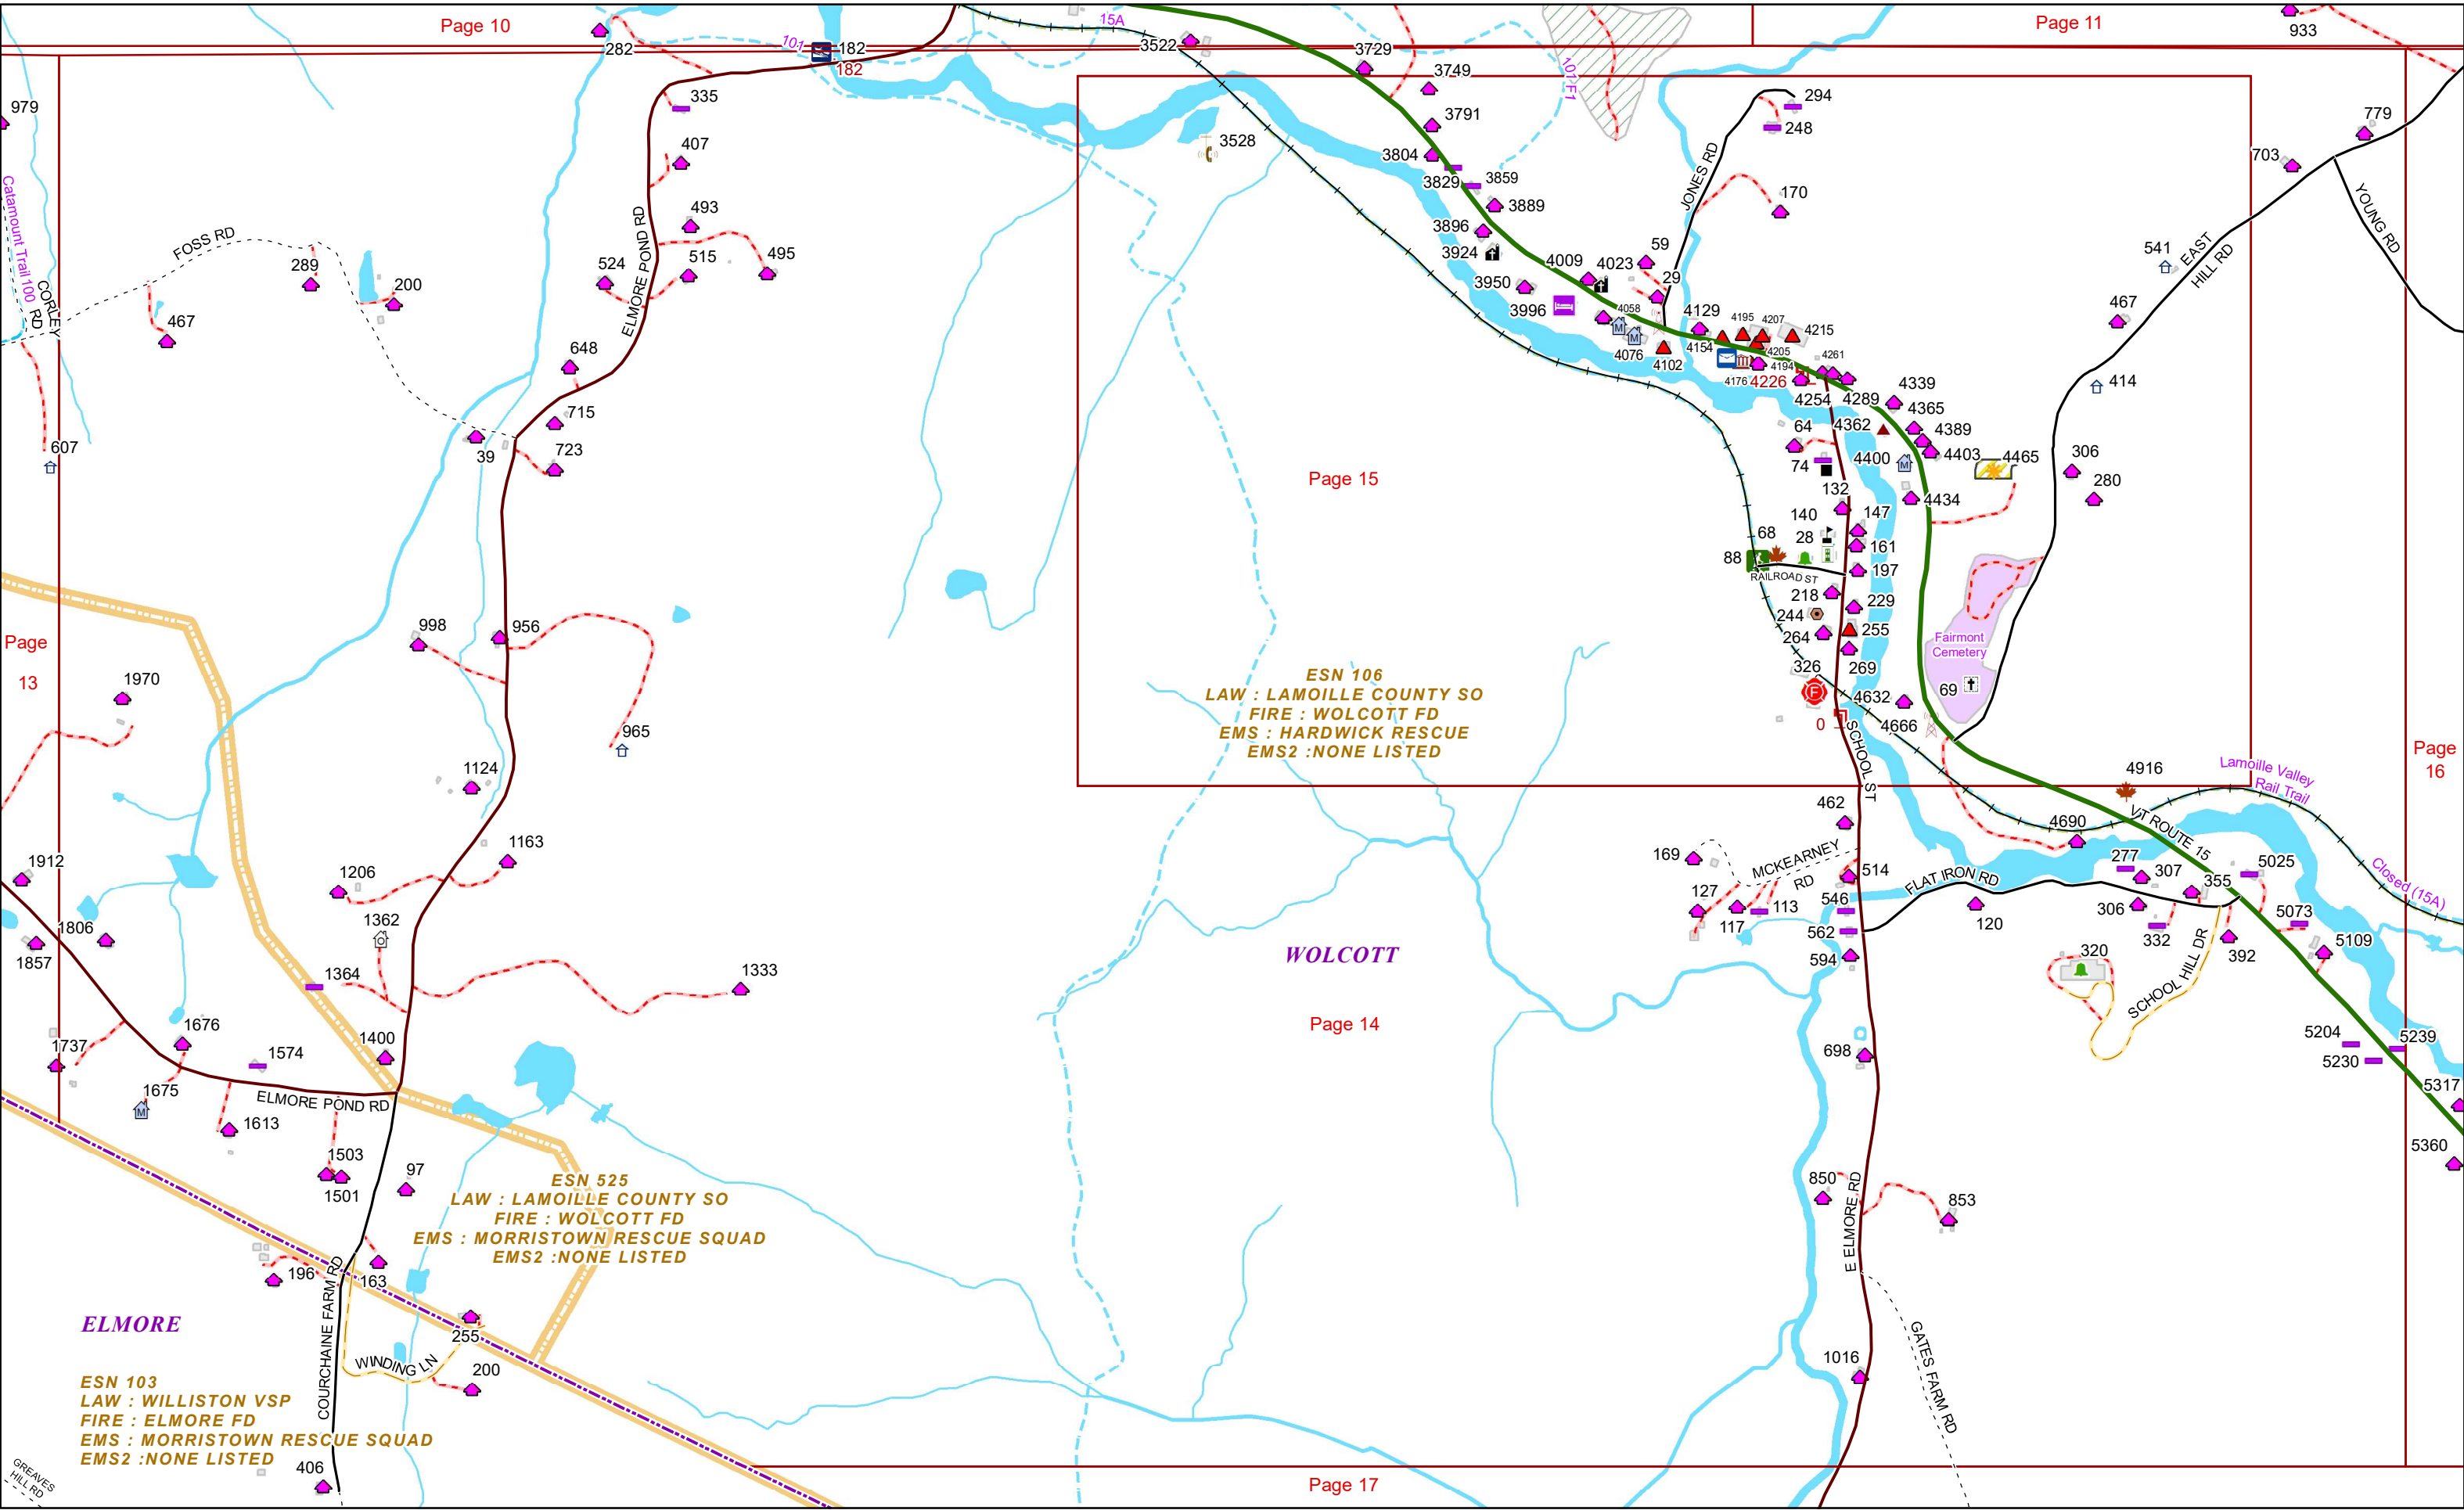 Page 10
15A
Page 11
101
182
182
282
3522
3729
933
979
335
3749
101 F1
294
3791
248
779
407
3528
3804
703
3829
3859
JONES RD
170
Catamount Trail 100
493
3889
YOUNG RD
FOSS RD
ELMORE POND RD
3896
EAST
HILL RD
541
289
524
515
495
3924
4009
4023
59
29
200
3950
CORLEY
RD
467
3996
4058
4129
4195
4207
4215
467
648
4076
4102
4154
4205
4261
4176
4226
4194
414
4254
4289
4339
4365
715
64
4362
4389
607
39
723
74
4400
4403
4465
306
280
Page 15
132
4434
140
147
68
28
161
88
RAILROAD ST
197
218
229
244
998
956
264
255
Fairmont
Cemetery
Page
13
326
269
ESN 106
LAW : LAMOILLE COUNTY SO
FIRE : WOLCOTT FD
EMS : HARDWICK RESCUE
EMS2 :NONE LISTED
1970
4632
69
965
0
4666
SCHOOL ST
Page
16
1124
4916
Lamoille Valley
Rail Trail
462
4690
VT ROUTE 15
1163
169
MCKEARNEY
RD
1912
1206
514
FLAT IRON RD
277
307
5025
355
Closed (15A)
127
113
546
306
117
120
332
5073
1806
1362
562
392
5109
1857
WOLCOTT
594
320
1364
1333
SCHOOL HILL DR
Page 14
1676
1400
5204
5239
1737
1574
698
5230
1675
5317
ELMORE POND RD
1613
5360
1503
97
1501
ESN 525
LAW : LAMOILLE COUNTY SO
FIRE : WOLCOTT FD
EMS : MORRISTOWN RESCUE SQUAD
EMS2 :NONE LISTED
850
853
E ELMORE RD
196
163
COURCHAINE FARM RD
ELMORE
255
WINDING LN
200
1016
GATES FARM RD
ESN 103
LAW : WILLISTON VSP
FIRE : ELMORE FD
EMS : MORRISTOWN RESCUE SQUAD
EMS2 :NONE LISTED
406
GREAVES
HILL RD
Page 17